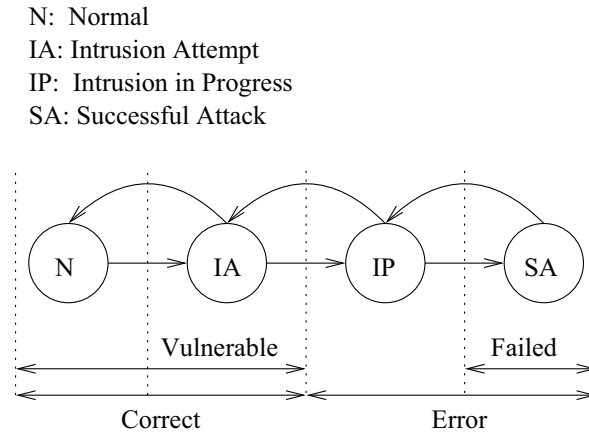 N: Normal
IA: Intrusion Attempt
IP: Intrusion in Progress
SA: Successful Attack
N
IA
IP
SA
Vulnerable
Failed
Correct
Error